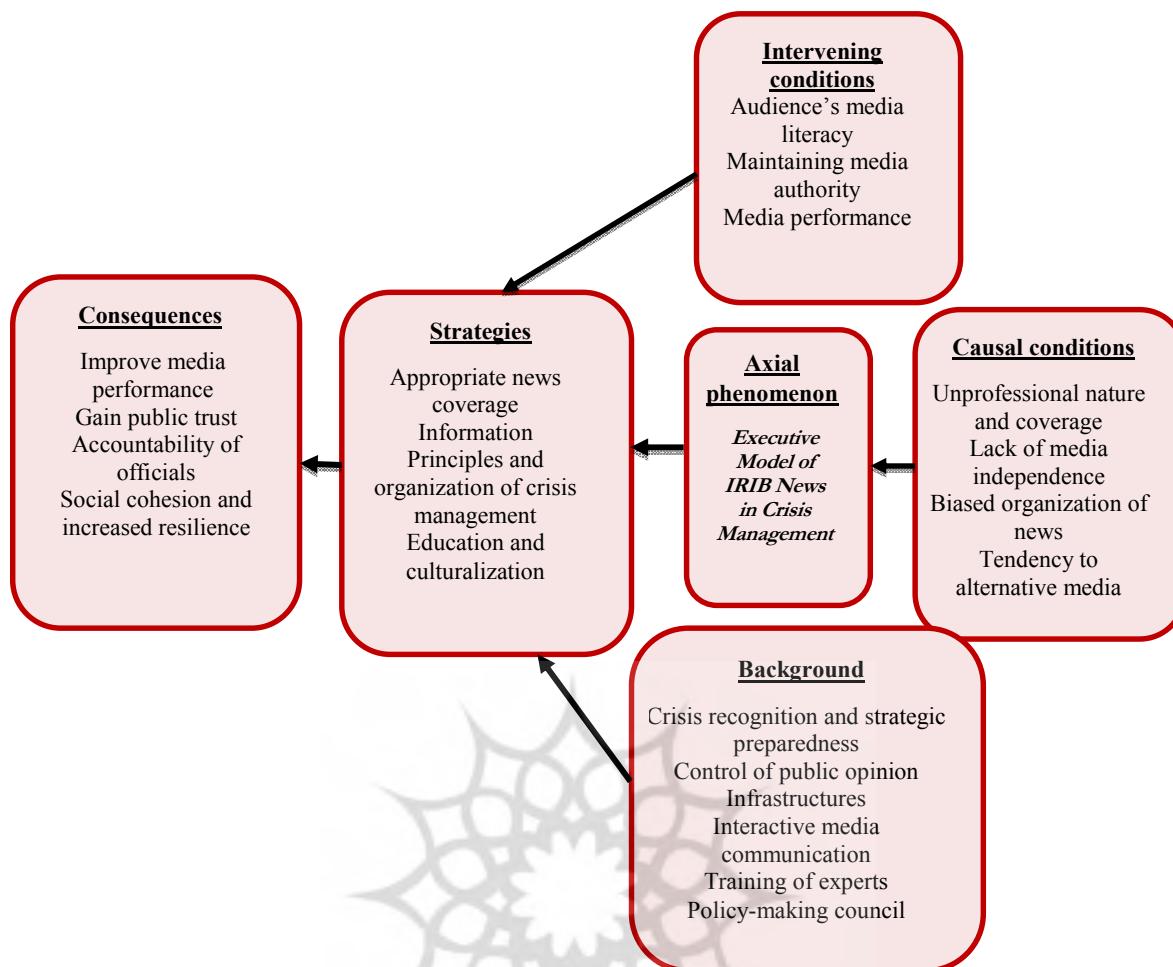 Intervening
conditions
Audience's media
literacy
Maintaining media
authority
Media performance
Consequences
Improve media
performance
Gain public trust
Accountability of
officials
Social cohesion and
increased resilience
Strategies
Appropriate news
coverage
Information
Principles and
organization of crisis
management
Education and
culturalization
Axial
phenomenon
Executive
Model of
IRIB News
in Crisis
Management
Causal conditions
Unprofessional nature
and coverage
Lack of media
independence
Biased organization of
news
Tendency to
alternative media
Background
Crisis recognition and strategic
preparedness
Control of public opinion
Infrastructures
Interactive media
communication
Training of experts
Policy-making council